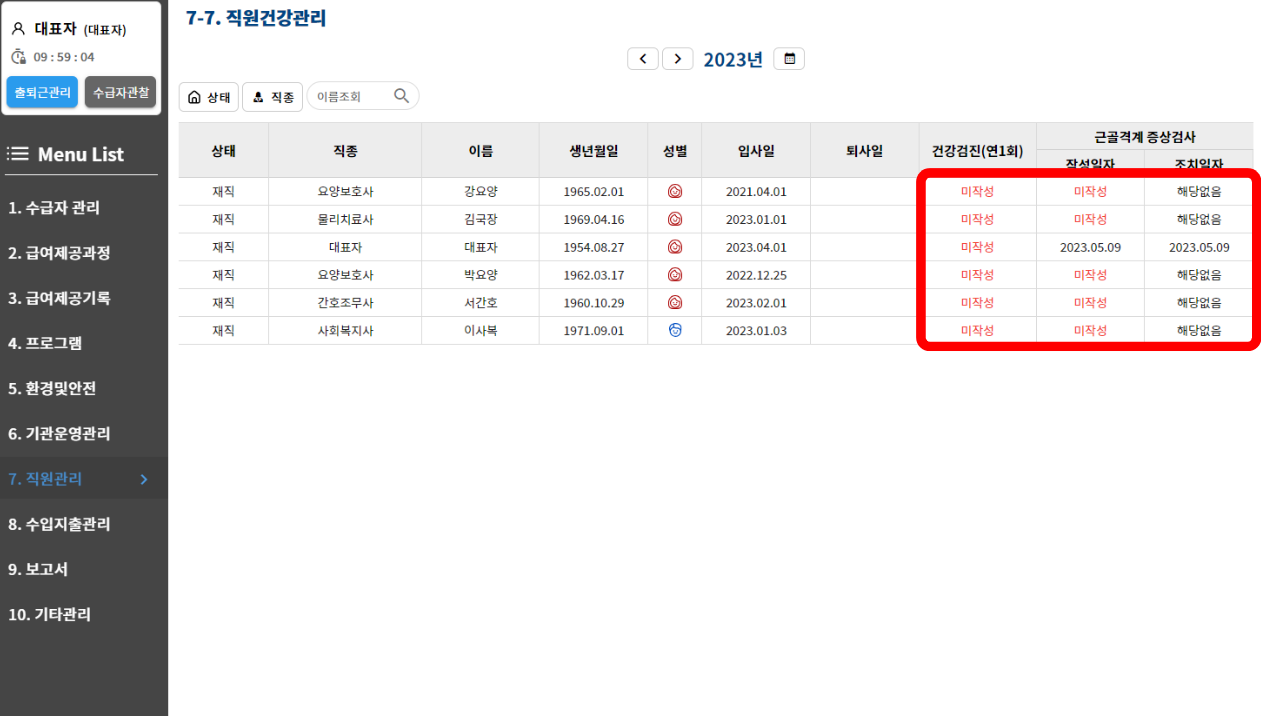 대표자 (대표자)
09 : 59 : 04
출퇴근관리 수급자관찰
Menu List
1. 수급자 관리
2. 급여제공과정
3. 급여제공기록
4. 프로그램
5. 환경및안전
6. 기관운영관리
7. 직원관리
8. 수입지출관리
9. 보고서
10. 기타관리
7-7. 직원건강관리
2023년
상태 직종 이름조회
상태 직종 이름 생년월일 성별 입사일 퇴사일 건강검진(연1회) 근골격계 증상검사
작성일자 조치일자
재직 요양보호사 강요양 1965.02.01 2021.04.01 미작성 미작성 해당없음
재직 물리치료사 김국장 1969.04.16 2023.01.01 미작성 미작성 해당없음
재직 대표자 대표자 1954.08.27 2023.04.01 미작성 2023.05.09 2023.05.09
재직 요양보호사 박요양 1962.03.17 2022.12.25 미작성 미작성 해당없음
재직 간호조무사 서간호 1960.10.29 2023.02.01 미작성 미작성 해당없음
재직 사회복지사 이사복 1971.09.01 2023.01.03 미작성 미작성 해당없음